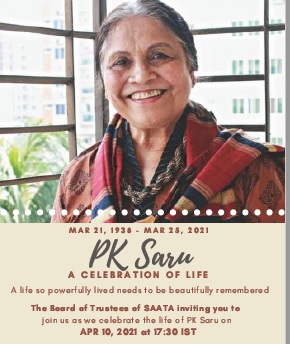 MAR 21, 1938 - MAR 25, 2021
PK Saru
A CELEBRATION OF LIFE
A life so powerfully lived needs to be beautifully remembered
The Board of Trustees of SAATA inviting you to
join us as we celebrate the life of PK Saru on
APR 10, 2021 at 17:30 IST